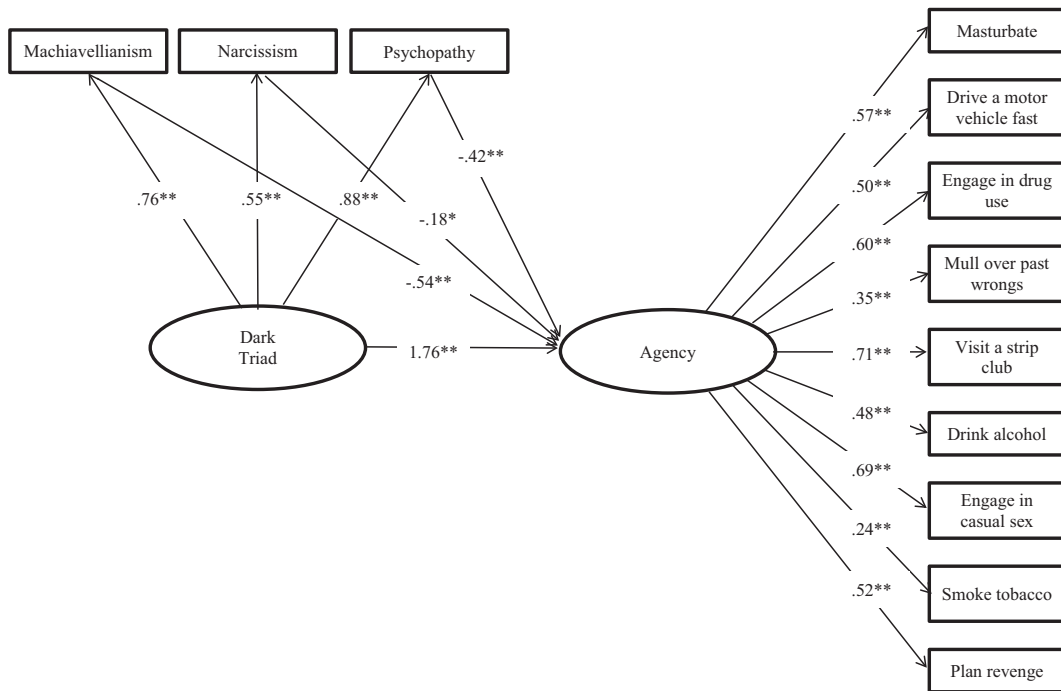 Machiavellianism
Narcissism
Psychopathy
Masturbate
Drive a motor
vehicle fast
Engage in drug
use
Mull over past
wrongs
Visit a strip
club
Drink alcohol
Engage in
casual sex
Smoke tobacco
Plan revenge
.76**
.55**
.88**
-.42**
-.18*
-.54**
1.76**
Dark
Triad
Agency
.57**
.50**
.60**
.35**
.71**
.48**
.69**
.24**
.52**